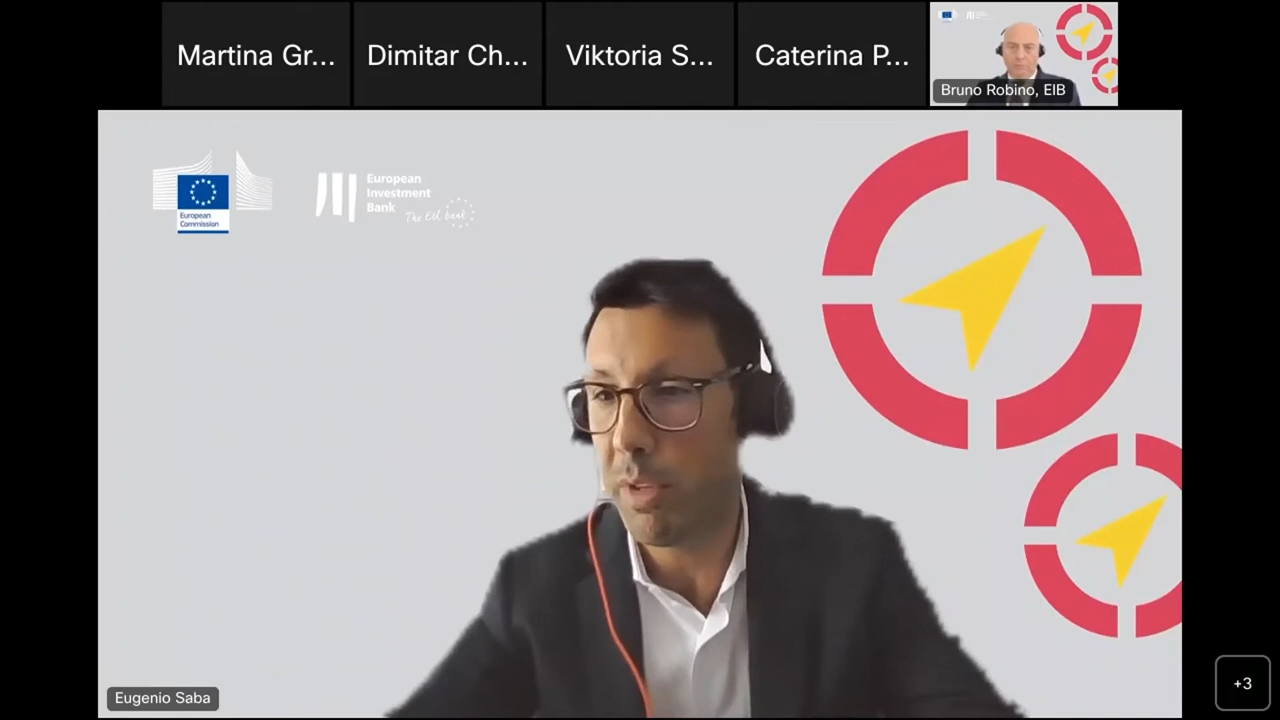 Martina Gr...
Dimitar Ch...
Viktoria S...
Caterina P...
Bruno Robino, EIB
European
Investment
Bank
The EU bank
European
Commission
Eugenio Saba
+3